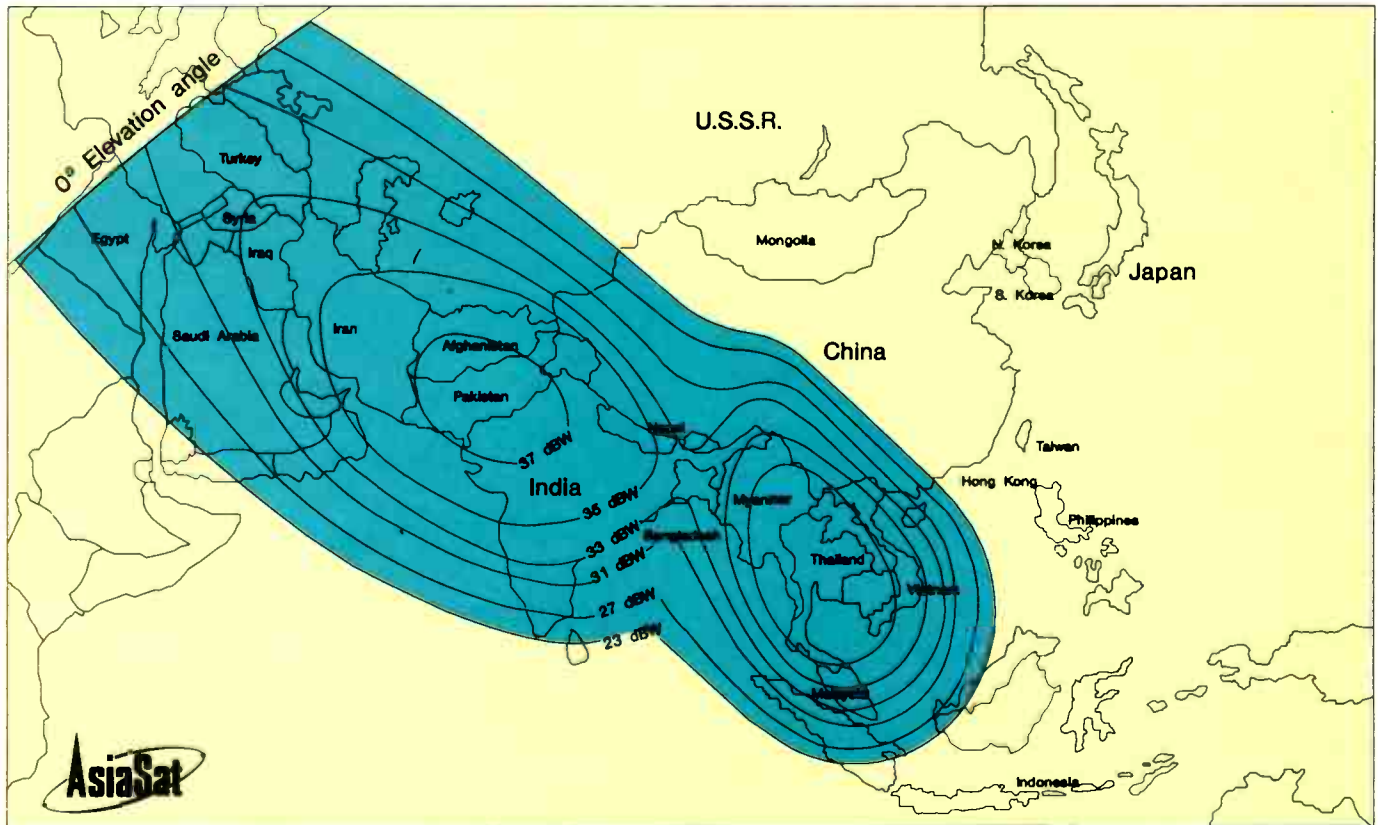 0° Elevation angle
U.S.S.R.
Turkey
Syria
Egypt
Iraq
Mongolia
N. Korea
Japan
S. Korea
Saudi Arabia
Iran
Afghanistan
China
Pakistan
Nepal
Taiwan
37 dBW
India
Hong Kong
Myanmar
35 dBW
Philippines
Bangladesh
33 dBW
Thailand
31 dBW
Vietnam
27 dBW
23 dBW
Malaysia
AsiaSat
Indonesia